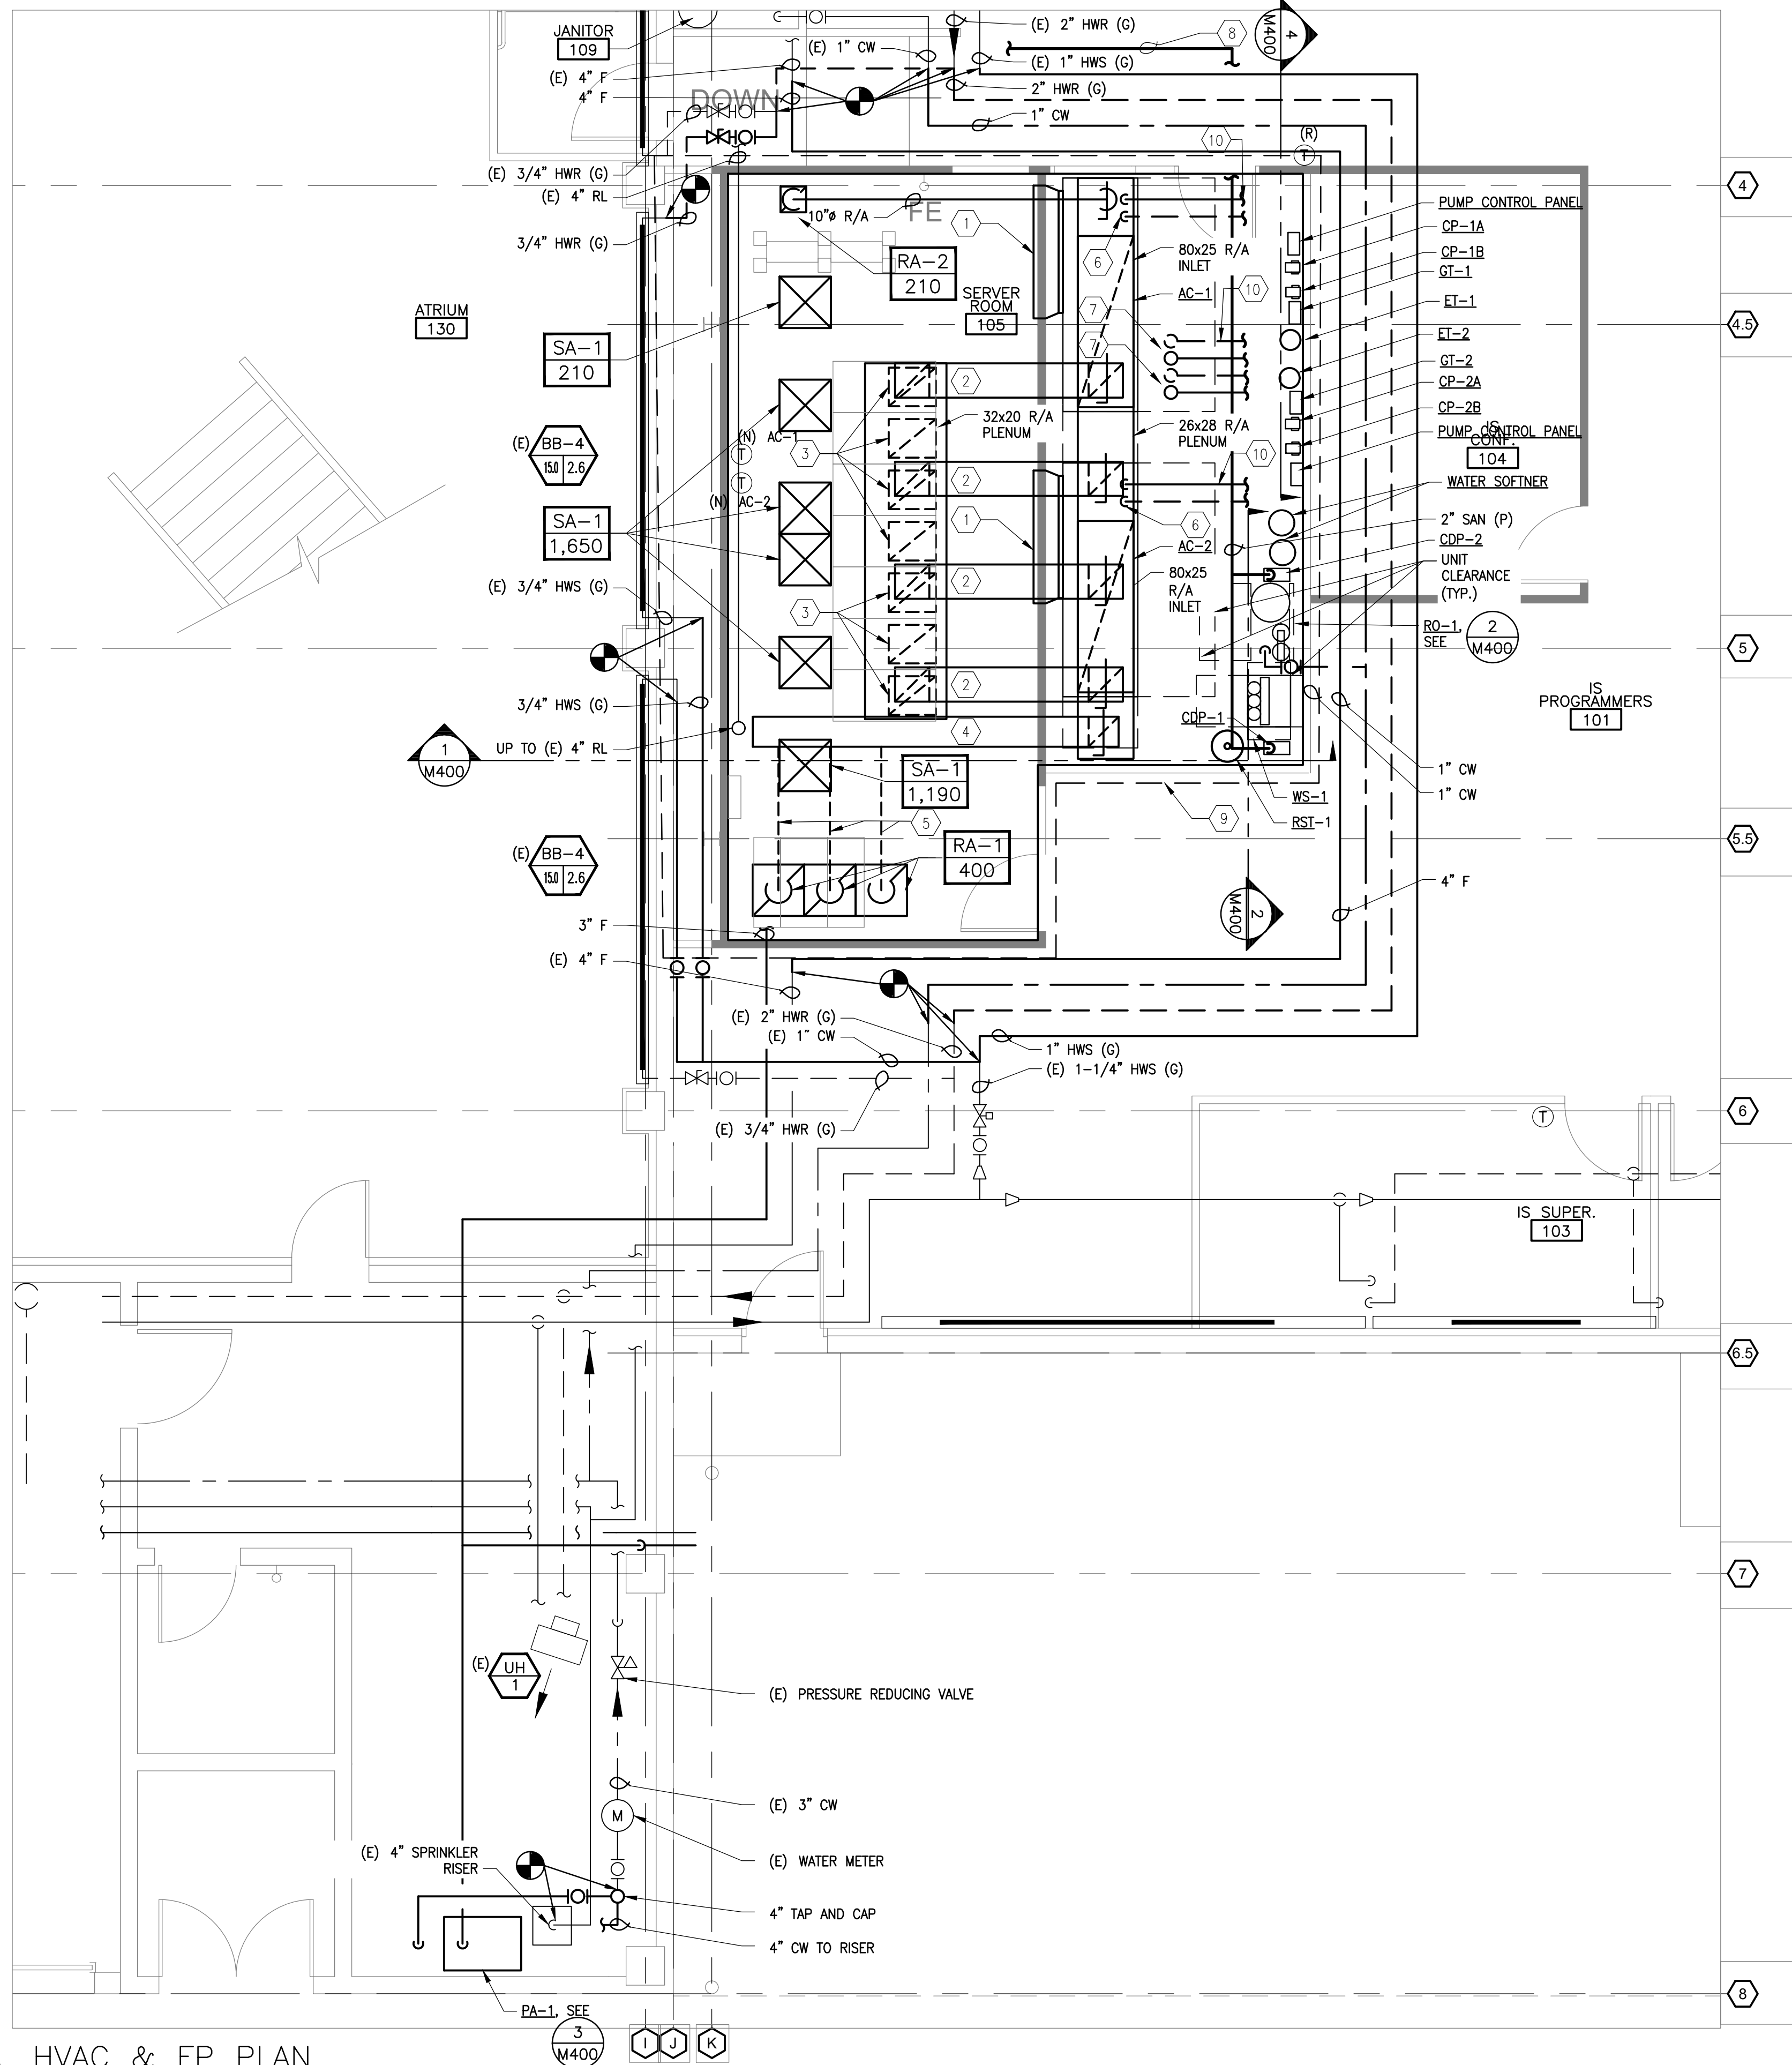 JANITOR
109
(E) 4" F
4" F
DOWN
(E) 1" CW
(E) 2" HWR (G)
(E) 1" HWS (G)
2" HWR (G)
1" CW
8
4
M400
10
(R)
T
(E) 3/4" HWR (G)
(E) 4" RL
3/4" HWR (G)
10"ø R/A
FE
1
6
80x25 R/A
INLET
RA-2
210
SERVER
ROOM
105
7
7
AC-1
10
4
PUMP CONTROL PANEL
CP-1A
CP-1B
GT-1
ET-1
ATRIUM
130
4.5
SA-1
210
ET-2
GT-2
CP-2A
CP-2B
PUMP CONTROL PANEL
IS
CONF.
104
2
32x20 R/A
PLENUM
26x28 R/A
PLENUM
(N) AC-1
T
T
(N) AC-2
3
10
2
(E) BB-4
15.0 2.6
WATER SOFTNER
SA-1
1,650
1
6
2" SAN (P)
CDP-2
UNIT
CLEARANCE
(TYP.)
AC-2
2
80x25
R/A
INLET
(E) 3/4" HWS (G)
3
RO-1,
SEE
2
M400
5
2
3/4" HWS (G)
IS
PROGRAMMERS
101
CDP-1
4
1
M400
UP TO (E) 4" RL
SA-1
1,190
1" CW
1" CW
WS-1
RST-1
9
5
5.5
(E) BB-4
15.0 2.6
RA-1
400
4" F
2
M400
3" F
(E) 4" F
(E) 2" HWR (G)
(E) 1" CW
1" HWS (G)
(E) 1-1/4" HWS (G)
(E) 3/4" HWR (G)
T
6
IS SUPER.
103
6.5
7
(E) UH
1
(E) PRESSURE REDUCING VALVE
(E) 3" CW
M
(E) WATER METER
(E) 4" SPRINKLER
RISER
4" TAP AND CAP
4" CW TO RISER
8
PA-1, SEE
3
M400
I J K
HVAC & FP PLAN